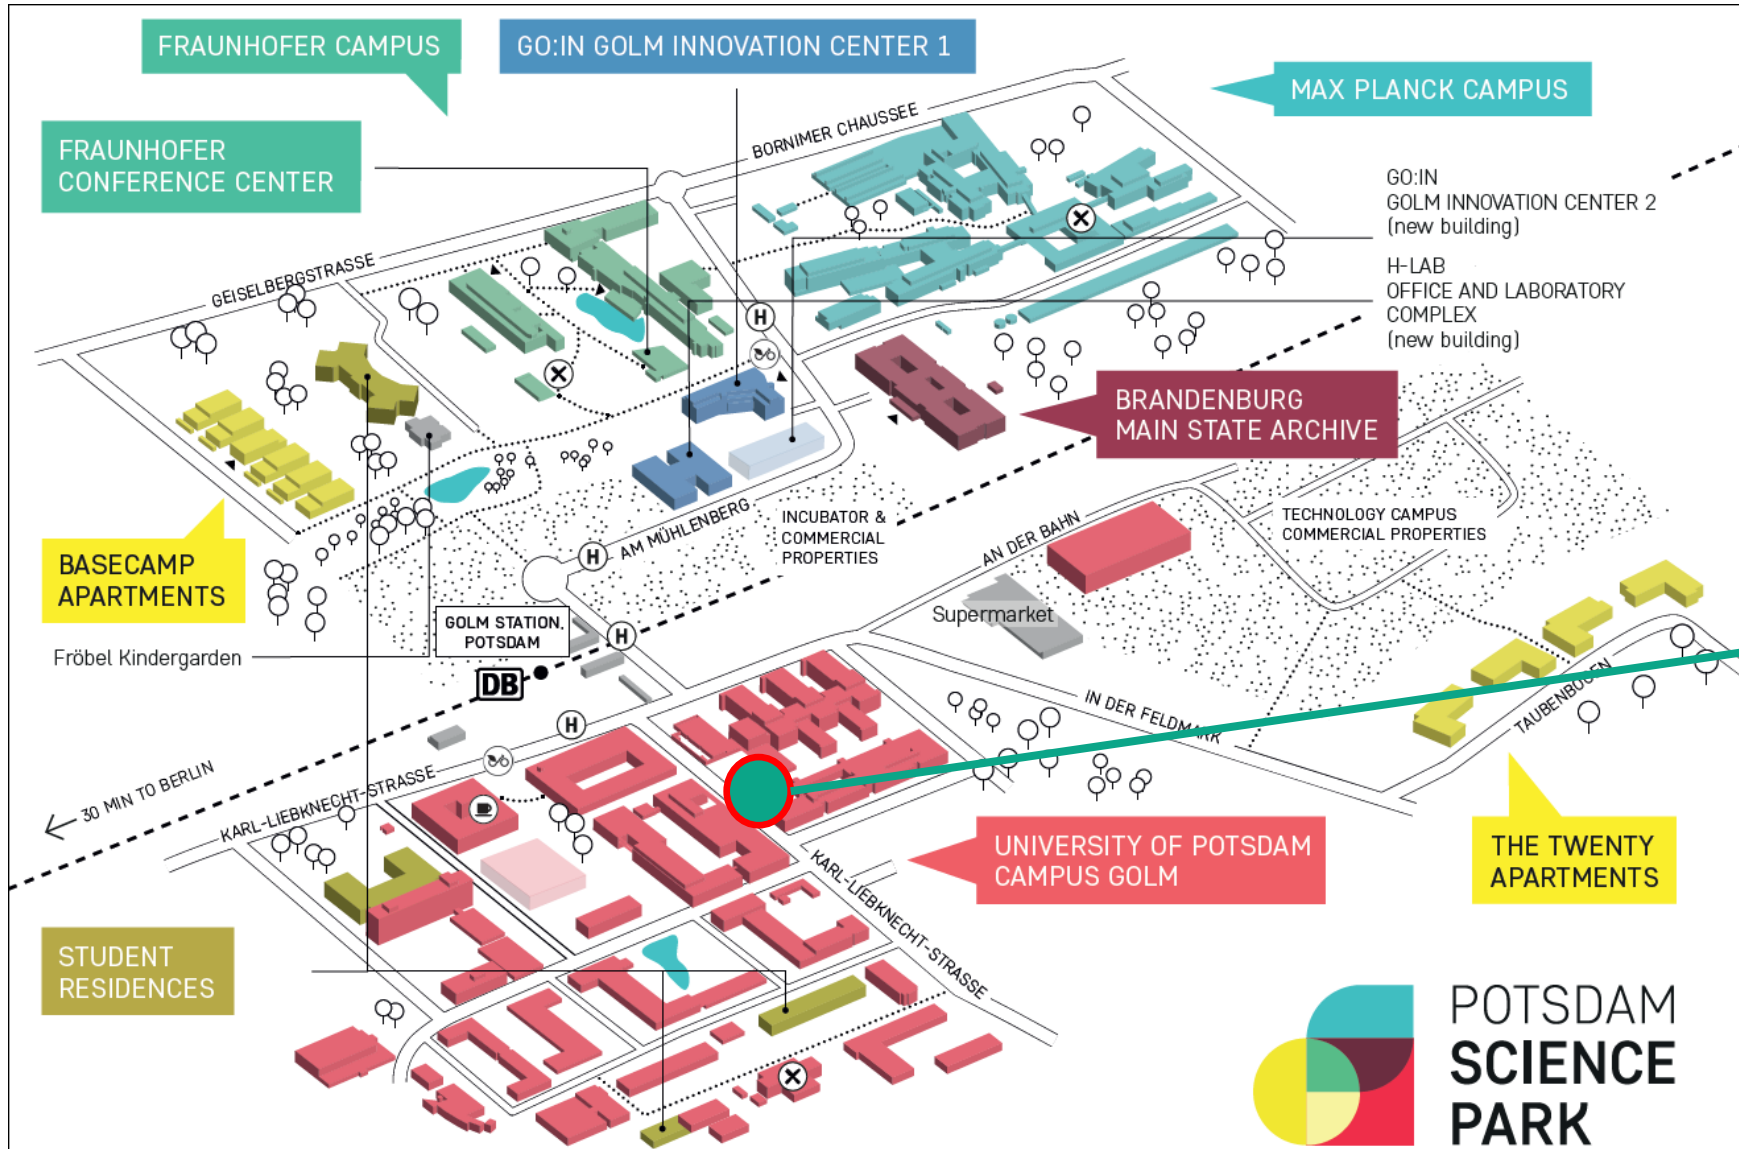 FRAUNHOFER CAMPUS
GO:IN GOLM INNOVATION CENTER 1
MAX PLANCK CAMPUS
FRAUNHOFER
CONFERENCE CENTER
BORNIMER CHAUSSEE
GO:IN
GOLM INNOVATION CENTER 2
(new building)
H-LAB
OFFICE AND LABORATORY
COMPLEX
(new building)
GEISELBERGSTRASSE
H
BRANDENBURG
MAIN STATE ARCHIVE
AM MÜHLENBERG
H
INCUBATOR &
COMMERCIAL
PROPERTIES
AN DER BAHN
TECHNOLOGY CAMPUS
COMMERCIAL PROPERTIES
BASECAMP
APARTMENTS
Supermarket
GOLM STATION,
POTSDAM
H
Fröbel Kindergarden
DB
H
IN DER FELDMARK
TAUBENBOGEN
30 MIN TO BERLIN
KARL-LIEBKNECHT-STRASSE
UNIVERSITY OF POTSDAM
CAMPUS GOLM
KARL-LIEBKNECHT-STRASSE
THE TWENTY
APARTMENTS
STUDENT
RESIDENCES
POTSDAM
SCIENCE
PARK